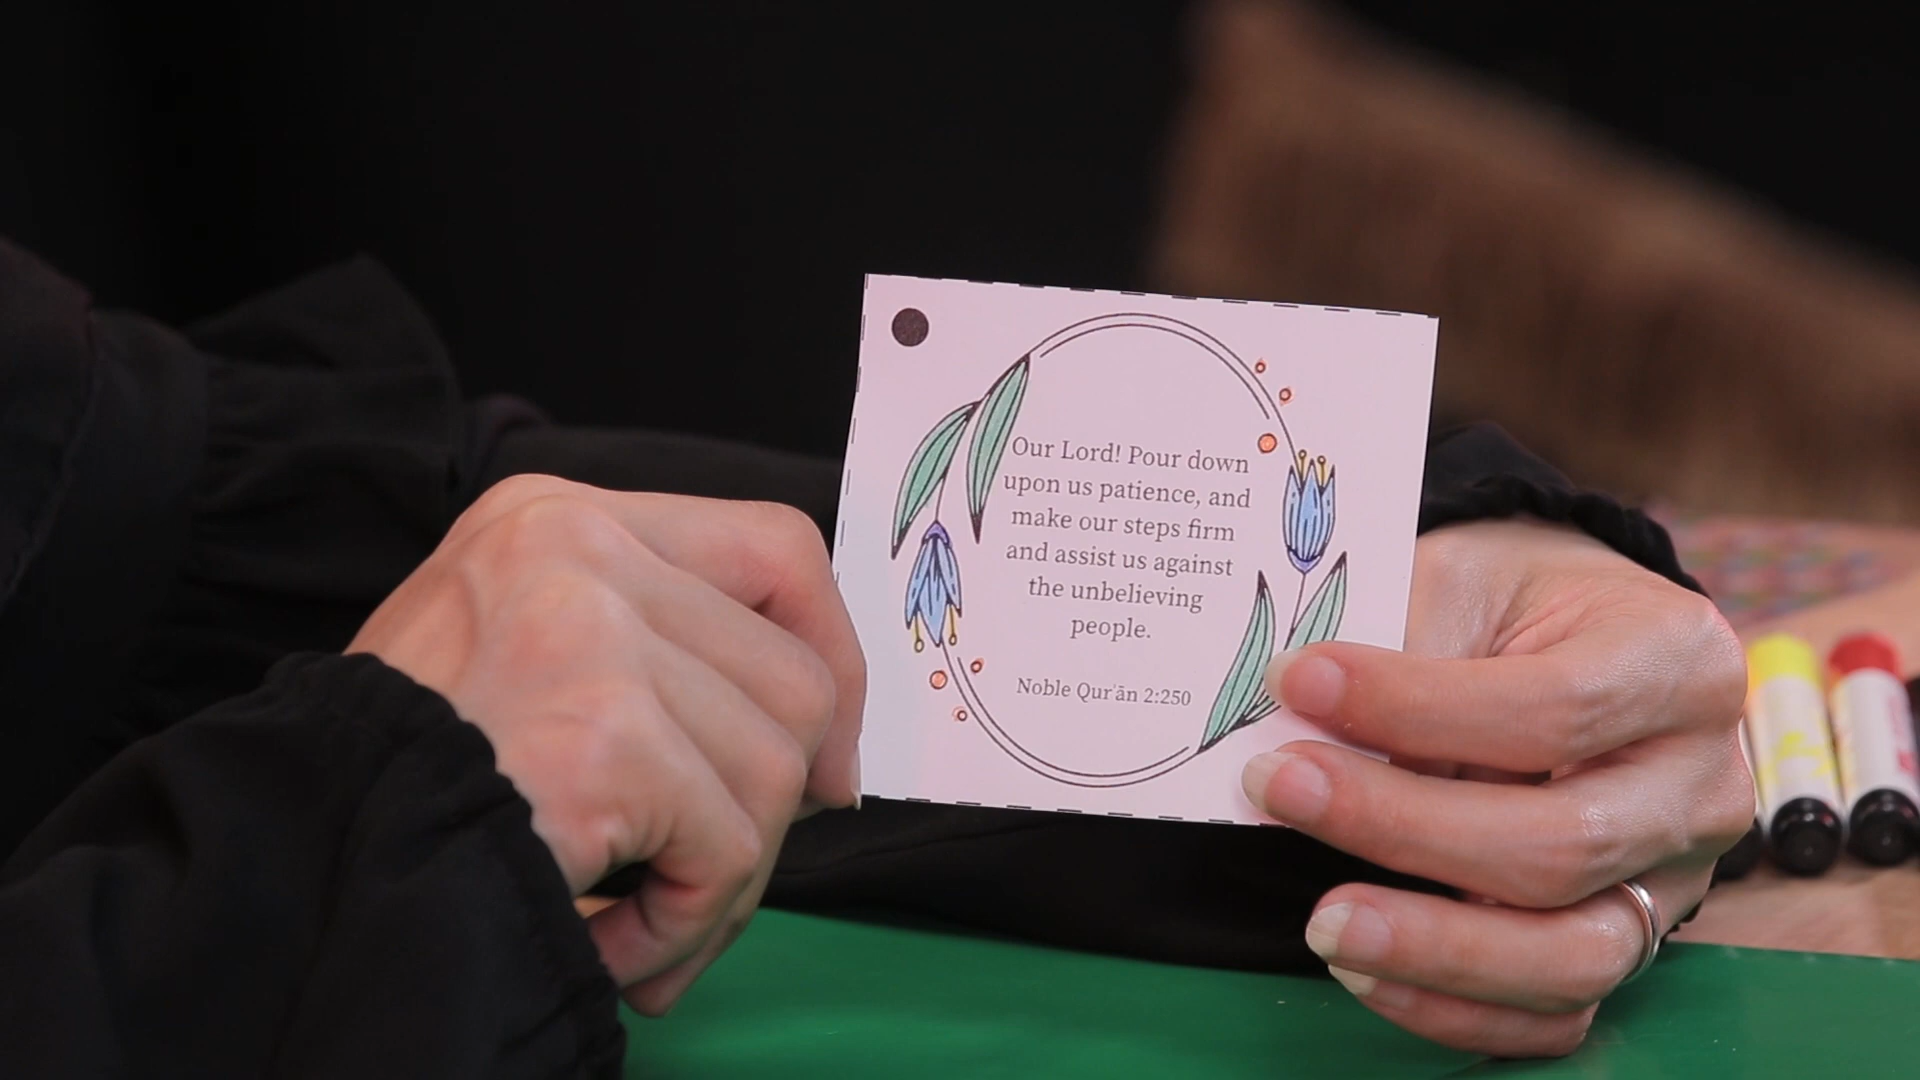 Our Lord! Pour down
upon us patience, and
make our steps firm
and assist us against
the unbelieving
people.
Noble Qur'ān 2:250